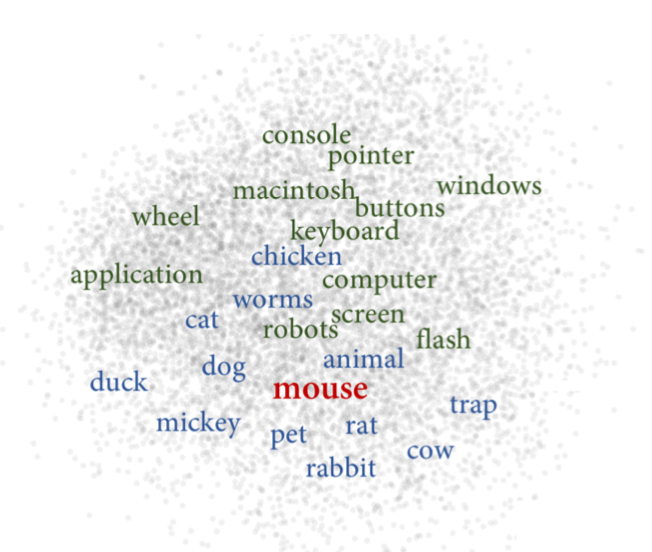 console
pointer
macintosh
windows
buttons
wheel
keyboard
chicken
application
computer
worms
cat
screen
robots
flash
animal
dog
duck
mouse
trap
mickey
rat
pet
cow
rabbit